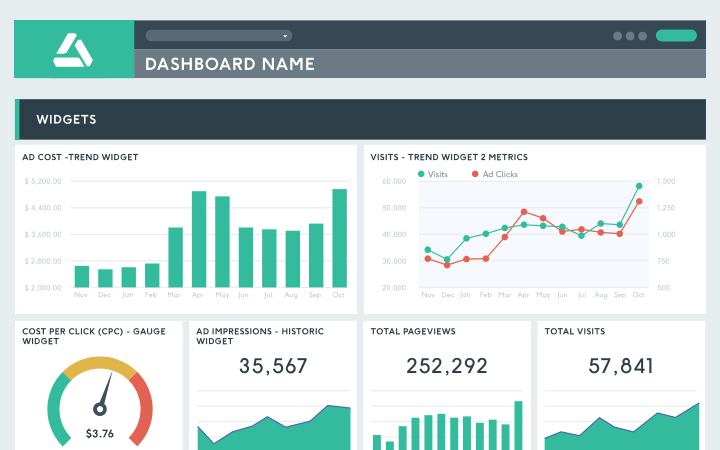 DASHBOARD NAME
WIDGETS
AD COST -TREND WIDGET
$ 5,200.00
$ 4,400.00
$ 3,600.00
$ 2,800.00
$ 2,000.00
Nov Dec Jan Feb Mar Apr May Jun Jul Aug Sep Oct
VISITS - TREND WIDGET 2 METRICS
Visits Ad Clicks
60,000 1,500
50,000 1,250
40,000 1,000
30,000 750
20,000 500
Nov Dec Jan Feb Mar Apr May Jun Jul Aug Sep Oct
COST PER CLICK (CPC) - GAUGE
WIDGET
$3.76
AD IMPRESSIONS - HISTORIC
WIDGET
35,567
TOTAL PAGEVIEWS
252,292
TOTAL VISITS
57,841